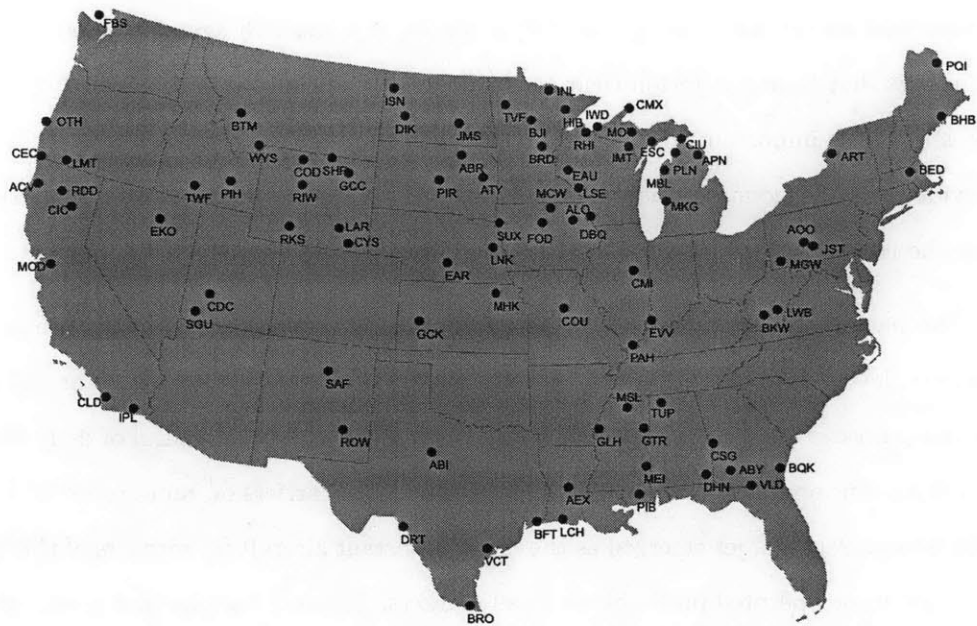 FBS
PQI
ISN
INL
CMX
OTH
BTM
DIK
TVF
HIB
IWD
BHB
JMS
BJI
RHI
MO
CIU
CEC
LMT
WYS
BRD
IMT
ESC
APN
ART
COD
SHR
ABR
PLN
BED
ACV
RDD
TWF
PIH
RIW
GCC
PIR
ATY
EAU
MBL
CIC
MCW
LSE
MKG
EKO
RKS
LAR
CYS
SUX
FOD
ALO
DBQ
AOO
JST
MOD
EAR
LNK
CMI
MGW
CDC
SGU
MHK
COU
EVV
LWB
BKW
GCK
PAH
SAF
CLD
IPL
MSL
TUP
ROW
GLH
GTR
ABI
CSG
MEI
DHN
ABY
BQK
VLD
AEX
PIB
DRT
BFT
LCH
VCT
BRO